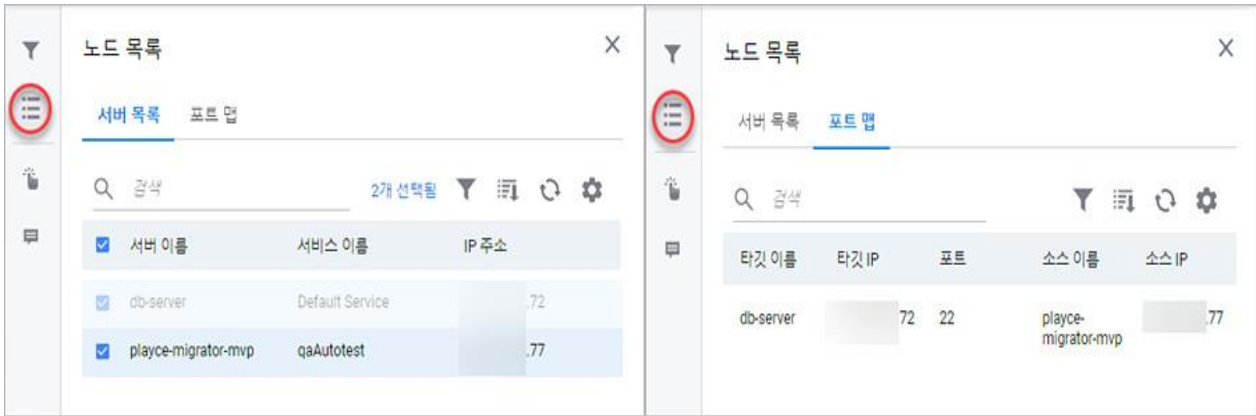 노드 목록
서버 목록 포트 맵
검색 2개 선택됨
서버 이름 서비스 이름 IP 주소
db-server Default Service .72
playce-migrator-mvp qaAutotest .77
노드 목록
서버 목록 포트 맵
검색
타깃 이름 타깃 IP 포트 소스 이름 소스 IP
db-server 72 22 playce- .77
migrator-mvp